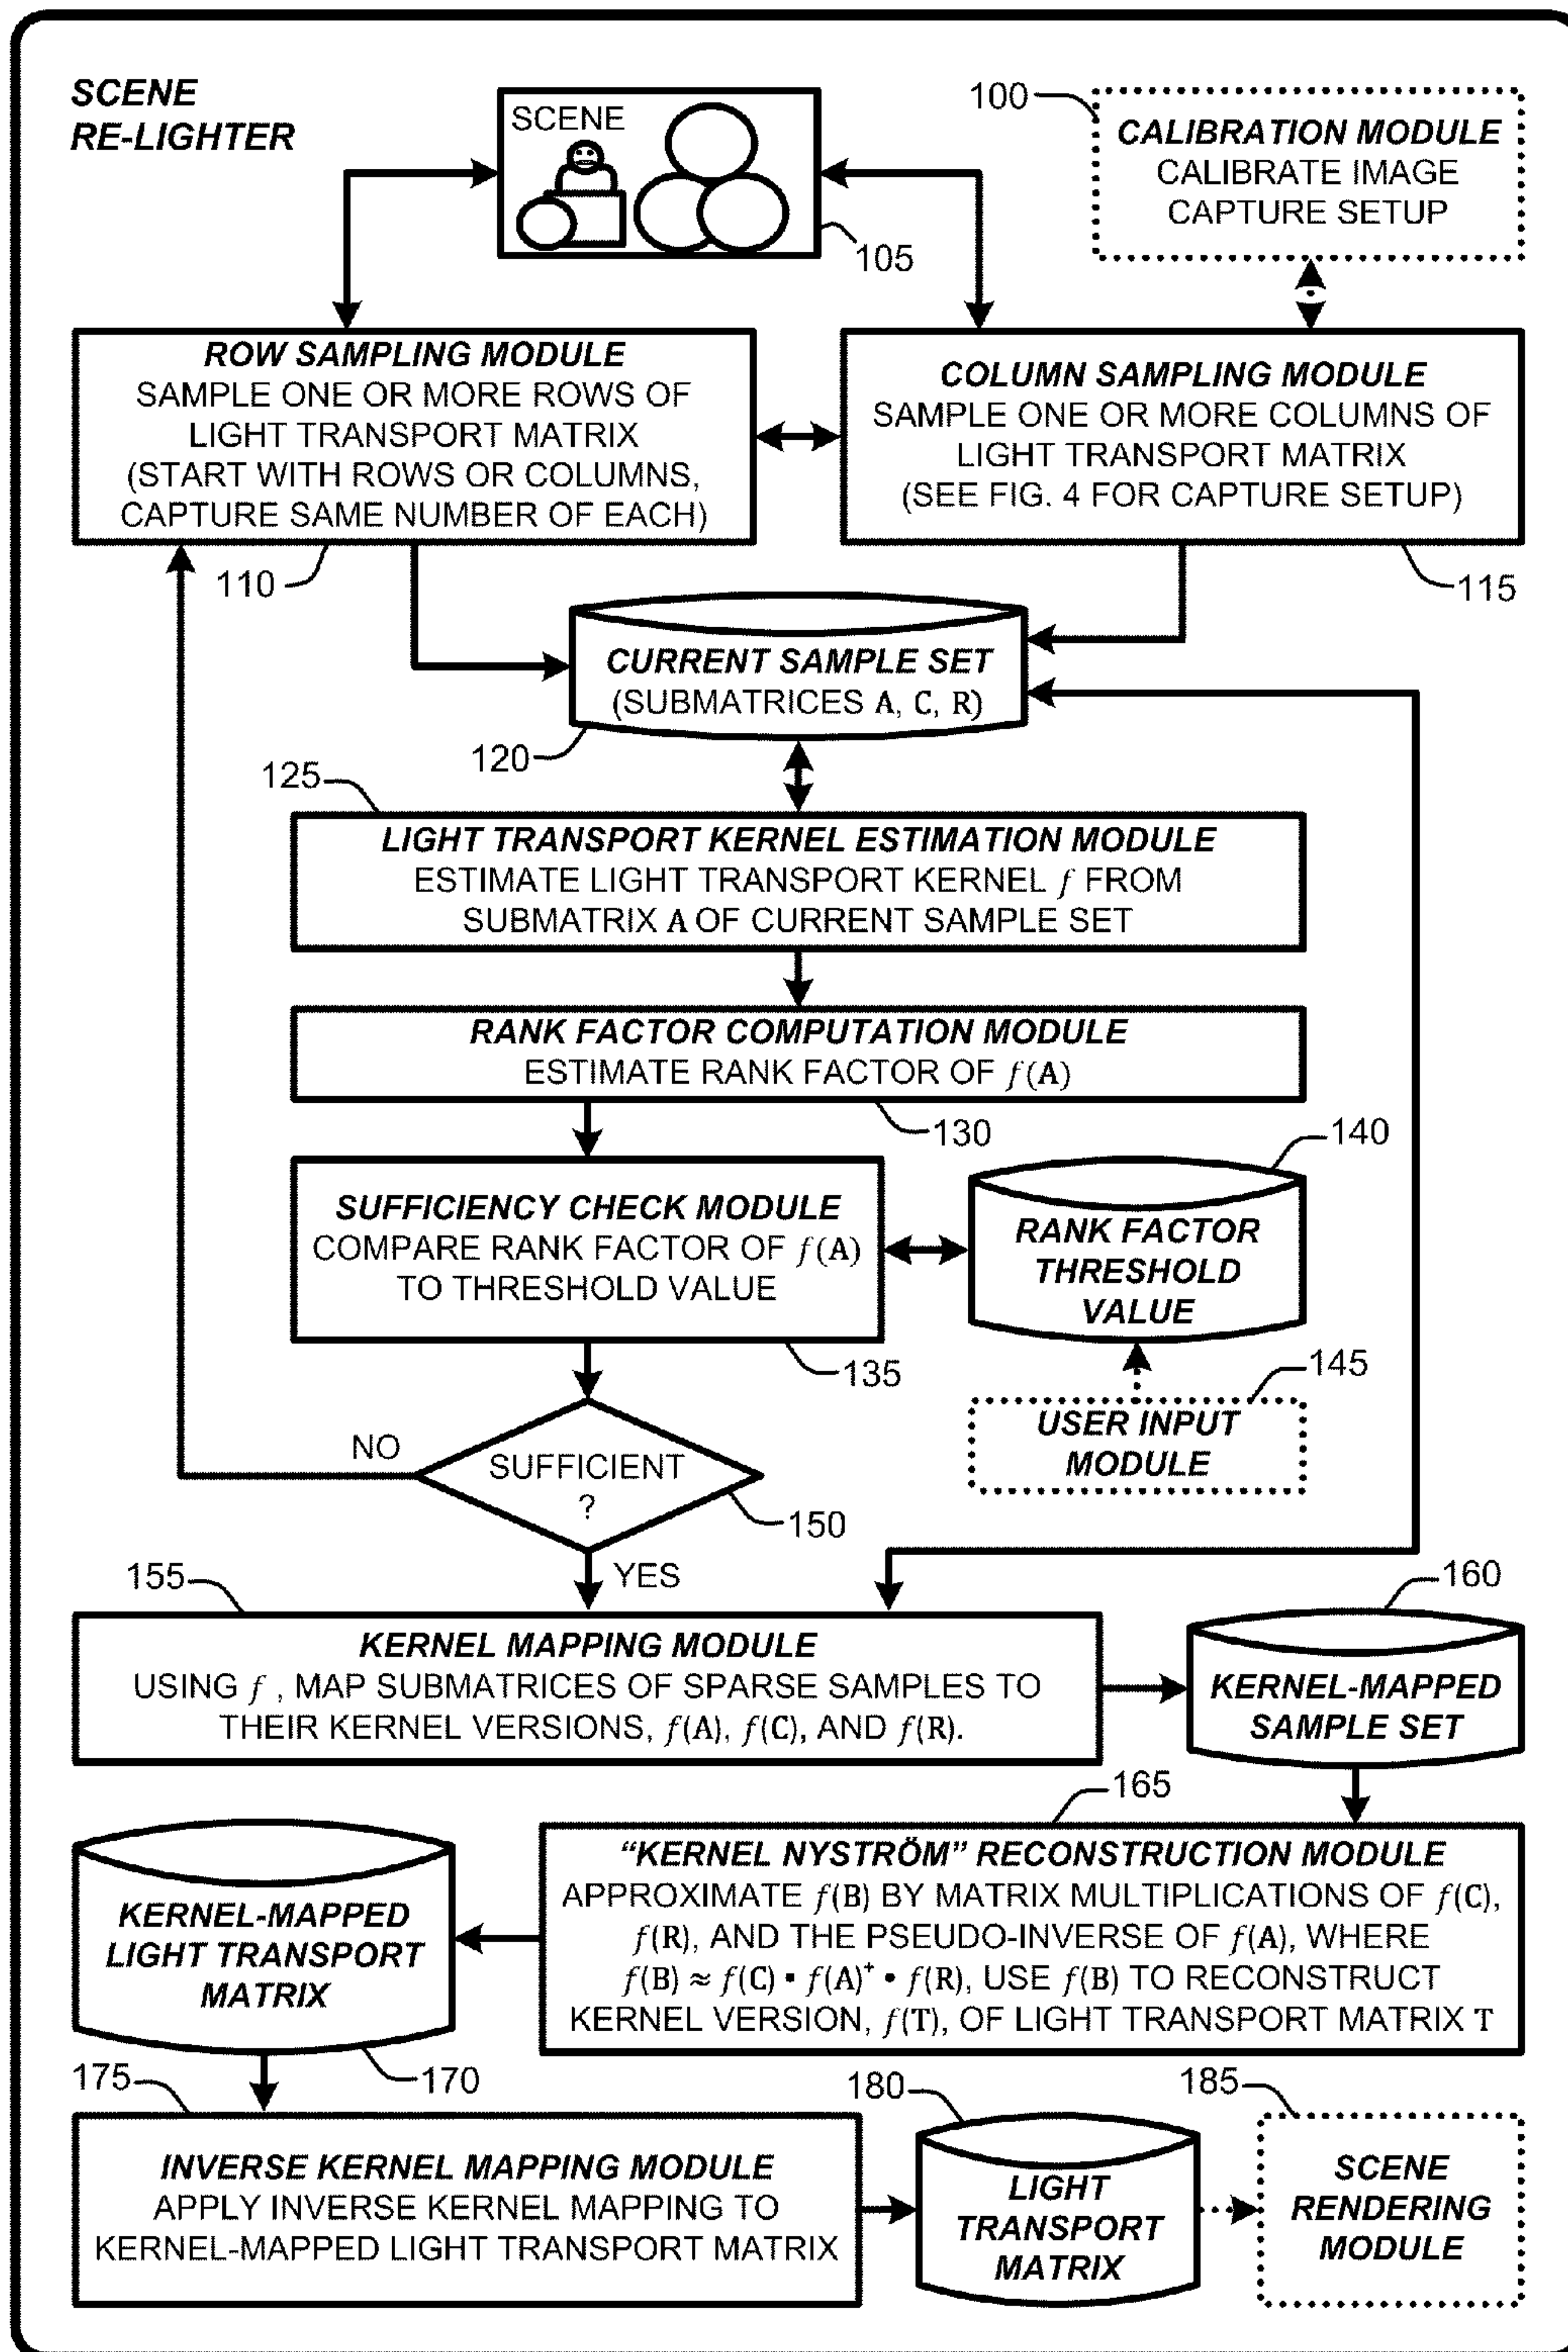 SCENE
RE-LIGHTER
SCENE
105
100
CALIBRATION MODULE
CALIBRATE IMAGE
CAPTURE SETUP
ROW SAMPLING MODULE
SAMPLE ONE OR MORE ROWS OF
LIGHT TRANSPORT MATRIX
(START WITH ROWS OR COLUMNS,
CAPTURE SAME NUMBER OF EACH)
110
COLUMN SAMPLING MODULE
SAMPLE ONE OR MORE COLUMNS OF
LIGHT TRANSPORT MATRIX
(SEE FIG. 4 FOR CAPTURE SETUP)
115
CURRENT SAMPLE SET
(SUBMATRICES A, C, R)
120
125
LIGHT TRANSPORT KERNEL ESTIMATION MODULE
ESTIMATE LIGHT TRANSPORT KERNEL f FROM
SUBMATRIX A OF CURRENT SAMPLE SET
RANK FACTOR COMPUTATION MODULE
ESTIMATE RANK FACTOR OF f(A)
130
SUFFICIENCY CHECK MODULE
COMPARE RANK FACTOR OF f(A)
TO THRESHOLD VALUE
135
140
RANK FACTOR
THRESHOLD
VALUE
145
USER INPUT
MODULE
NO
SUFFICIENT
?
150
YES
155
KERNEL MAPPING MODULE
USING f , MAP SUBMATRICES OF SPARSE SAMPLES TO
THEIR KERNEL VERSIONS, f(A), f(C), AND f(R).
160
KERNEL-MAPPED
SAMPLE SET
165
“KERNEL NYSTRÖM” RECONSTRUCTION MODULE
APPROXIMATE f(B) BY MATRIX MULTIPLICATIONS OF f(C),
f(R), AND THE PSEUDO-INVERSE OF f(A), WHERE
f(B) ≈ f(C) ▪ f(A)⁺ ▪ f(R), USE f(B) TO RECONSTRUCT
KERNEL VERSION, f(T), OF LIGHT TRANSPORT MATRIX T
KERNEL-MAPPED
LIGHT TRANSPORT
MATRIX
170
175
INVERSE KERNEL MAPPING MODULE
APPLY INVERSE KERNEL MAPPING TO
KERNEL-MAPPED LIGHT TRANSPORT MATRIX
180
LIGHT
TRANSPORT
MATRIX
185
SCENE
RENDERING
MODULE